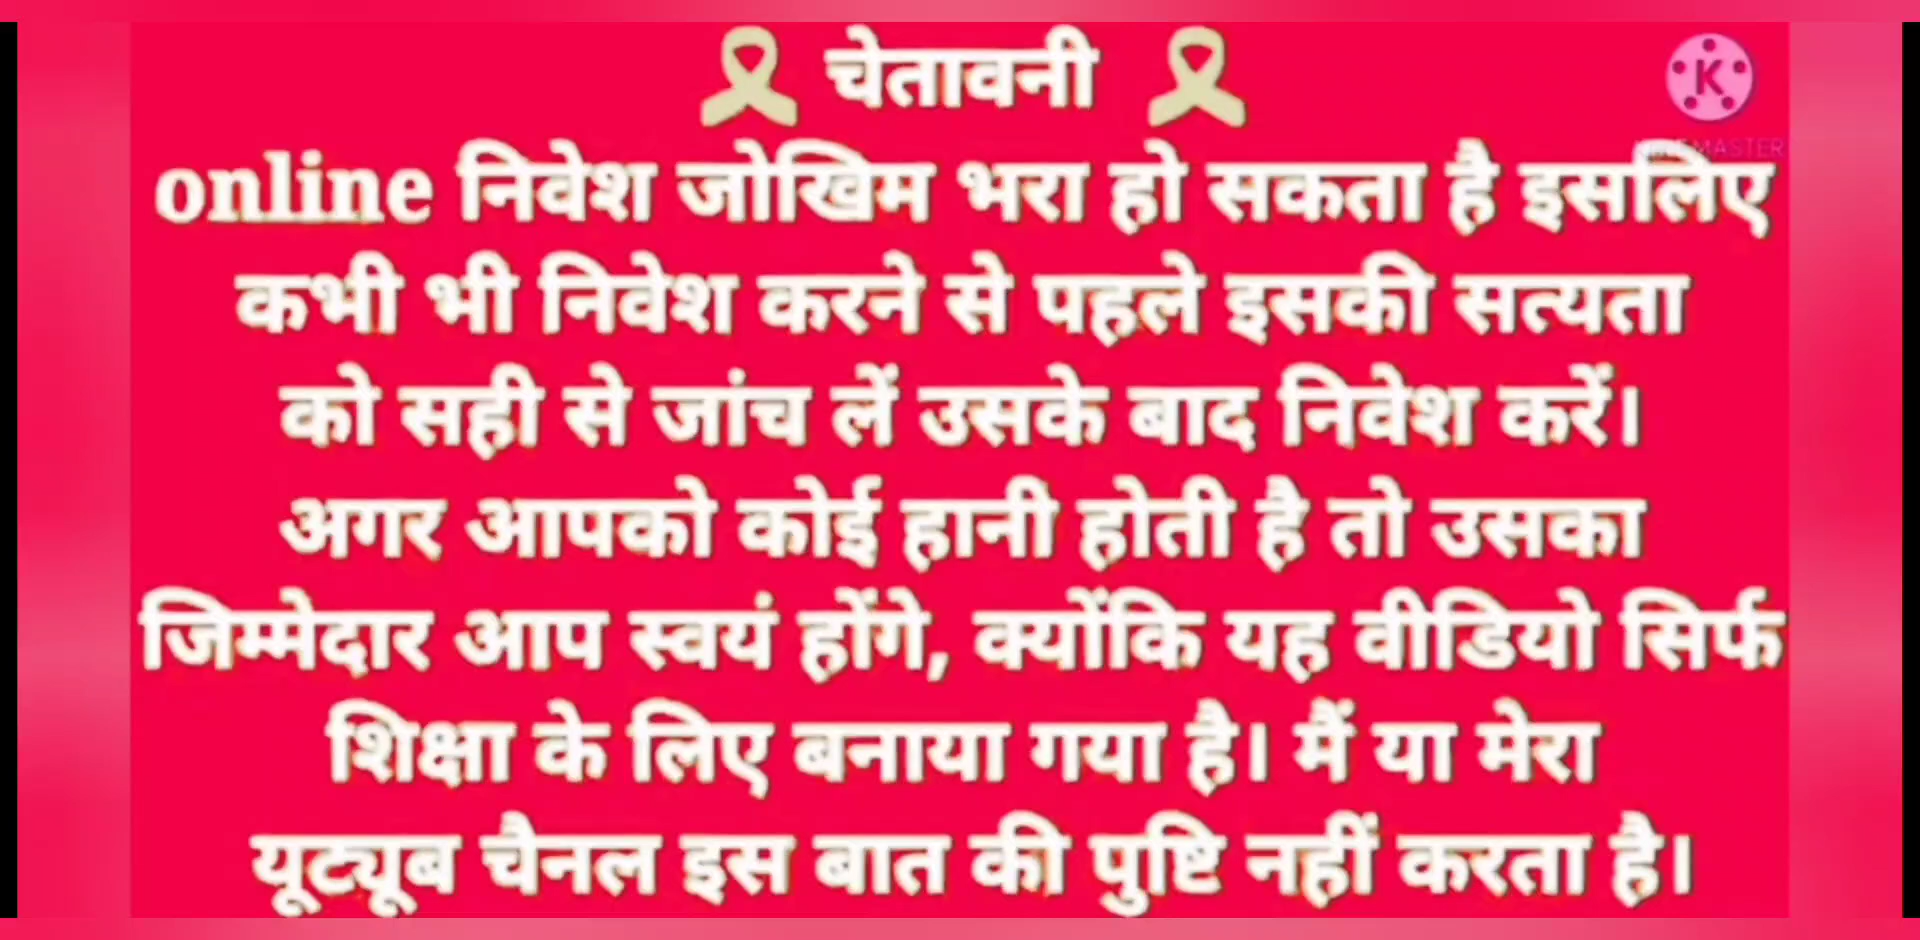 🎗 चेतावनी 🎗
K
KINEMASTER
online निवेश जोखिम भरा हो सकता है इसलिए
कभी भी निवेश करने से पहले इसकी सत्यता
को सही से जांच लें उसके बाद निवेश करें।
अगर आपको कोई हानी होती है तो उसका
जिम्मेदार आप स्वयं होंगे, क्योंकि यह वीडियो सिर्फ
शिक्षा के लिए बनाया गया है। मैं या मेरा
यूट्यूब चैनल इस बात की पुष्टि नहीं करता है।